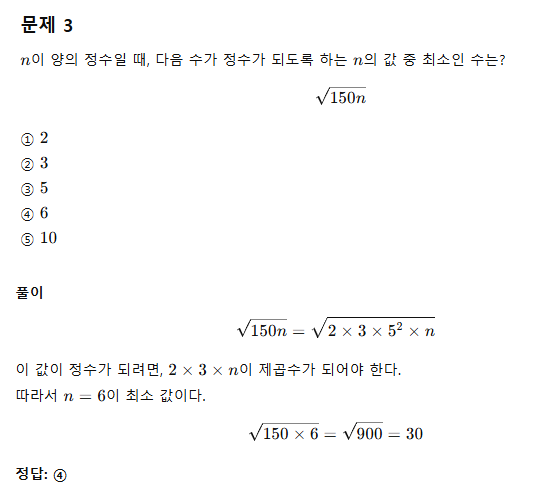 문제 3
n이 양의 정수일 때, 다음 수가 정수가 되도록 하는 n의 값 중 최소인 수는?
√150n
① 2
② 3
③ 5
④ 6
⑤ 10
풀이
√150n = √2 × 3 × 5² × n
이 값이 정수가 되려면, 2 × 3 × n이 제곱수가 되어야 한다.
따라서 n = 6이 최소 값이다.
√150 × 6 = √900 = 30
정답: ④